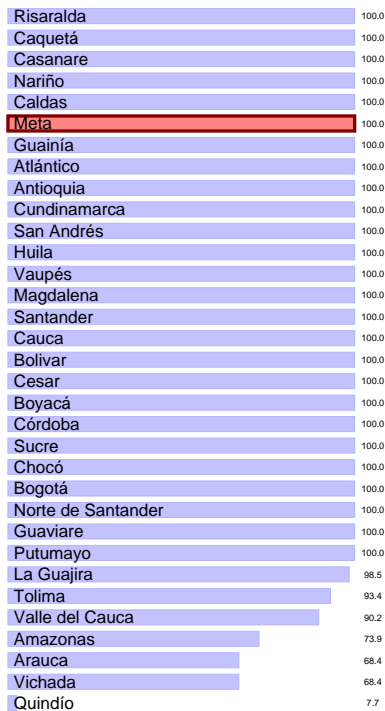 Risaralda 100.0
Caquetá 100.0
Casanare 100.0
Nariño 100.0
Caldas 100.0
Meta 100.0
Guainía 100.0
Atlántico 100.0
Antioquia 100.0
Cundinamarca 100.0
San Andrés 100.0
Huila 100.0
Vaupés 100.0
Magdalena 100.0
Santander 100.0
Cauca 100.0
Bolivar 100.0
Cesar 100.0
Boyacá 100.0
Córdoba 100.0
Sucre 100.0
Chocó 100.0
Bogotá 100.0
Norte de Santander 100.0
Guaviare 100.0
Putumayo 100.0
La Guajira 98.5
Tolima 93.4
Valle del Cauca 90.2
Amazonas 73.9
Arauca 68.4
Vichada 68.4
Quindío 7.7